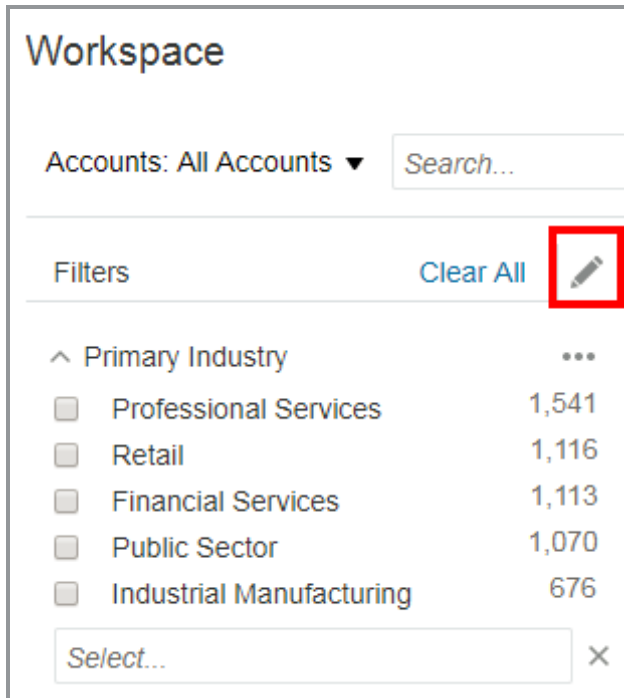 Workspace
Accounts: All Accounts Search...
Filters Clear All
Primary Industry
Professional Services 1,541
Retail 1,116
Financial Services 1,113
Public Sector 1,070
Industrial Manufacturing 676
Select...